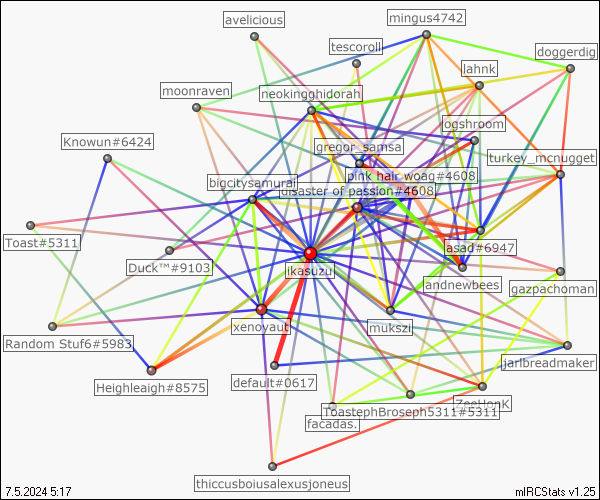 avelicious
mingus4742
tescoroll
doggerdig
lahnk
moonraven
neokingghidorah
ogshroom
Knowun#6424
gregor_samsa
turkey_mcnugget
pink hair woag#4608
bigcitysamurai
disaster of passion#4608
Toast#5311
asad#6947
Duck™#9103
ikasuzu
landnewbees
gazpachoman
xenoyaut
mukszi
Random Stuf6#5983
jarlbreadmaker
Heighleaigh#8575
default#0617
ZeeHonK
ToastephBroseph5311#5311
facadas.
thiccusboiusalexusjoneus
7.5.2024 5:17
mIRCStats v1.25